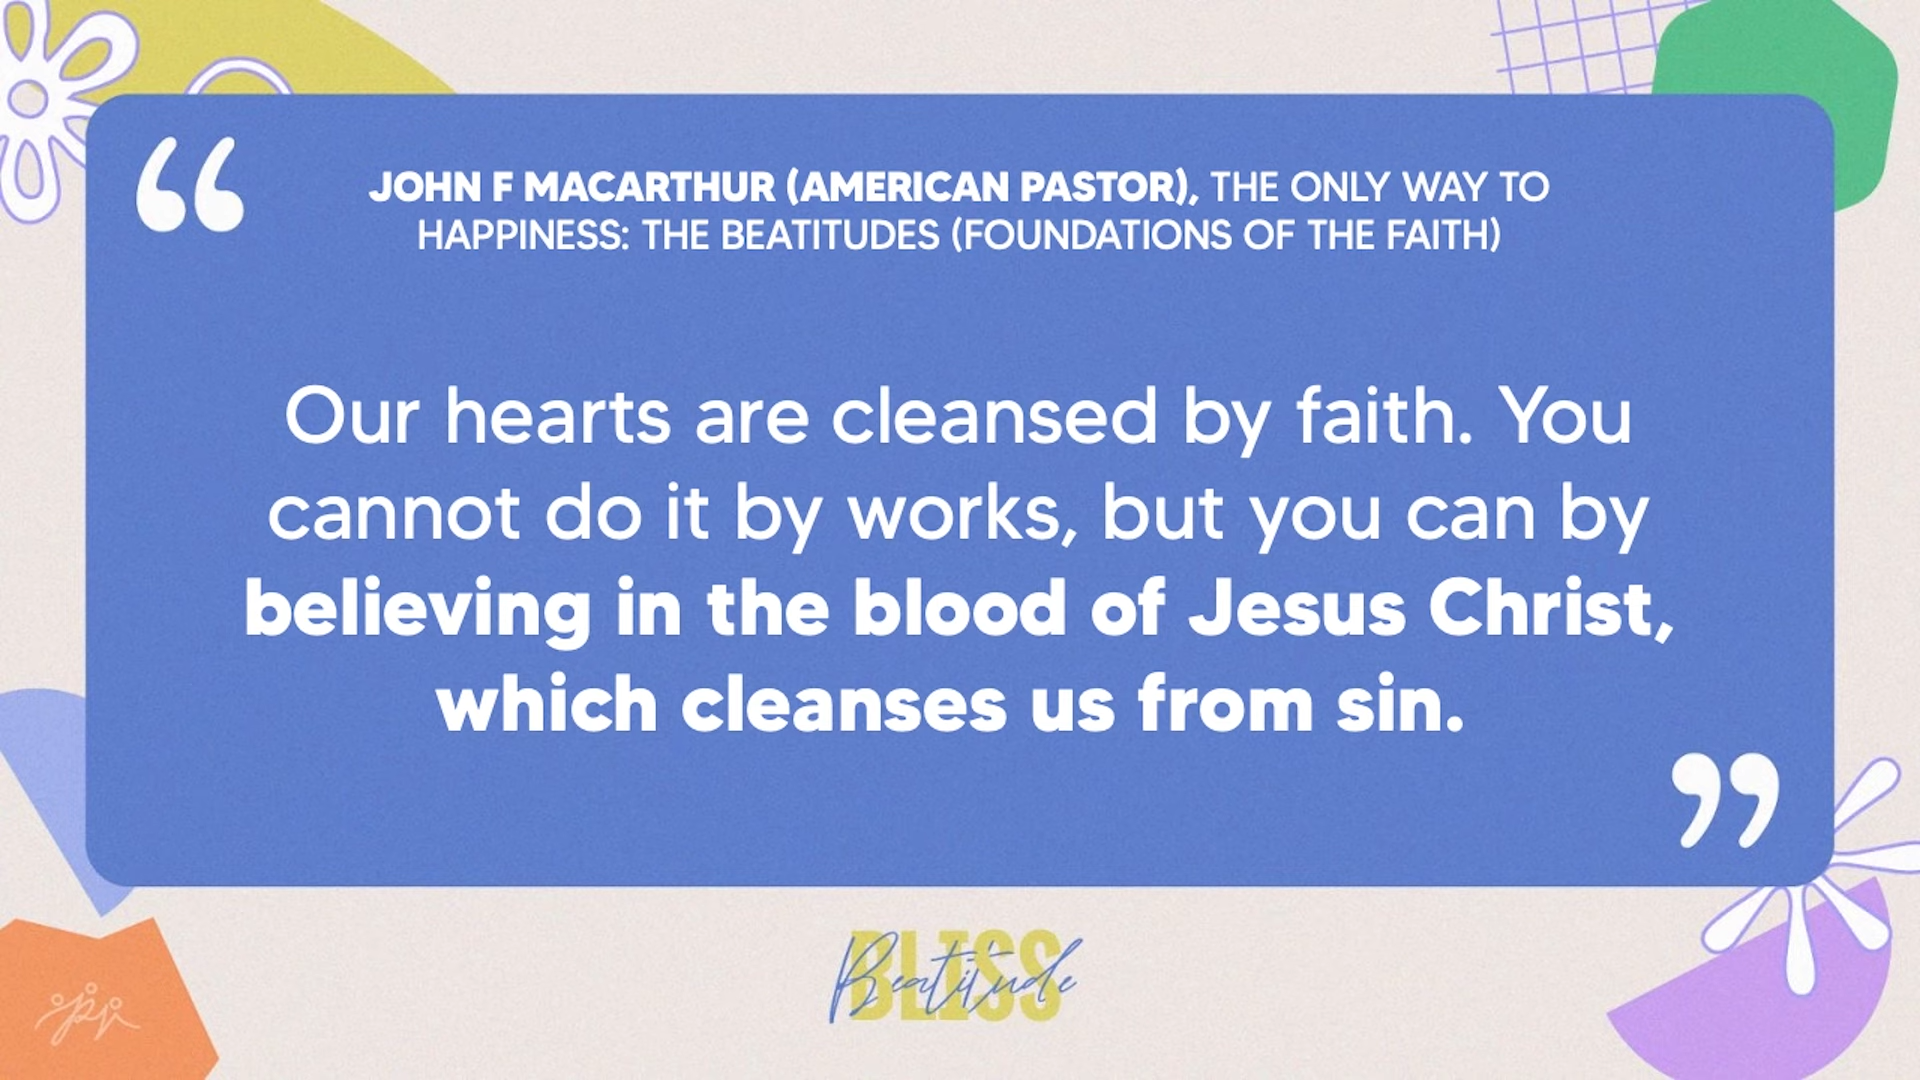 “
JOHN F MACARTHUR (AMERICAN PASTOR), THE ONLY WAY TO
HAPPINESS: THE BEATITUDES (FOUNDATIONS OF THE FAITH)
Our hearts are cleansed by faith. You
cannot do it by works, but you can by
believing in the blood of Jesus Christ,
which cleanses us from sin.
”
BLISS
Beatitude